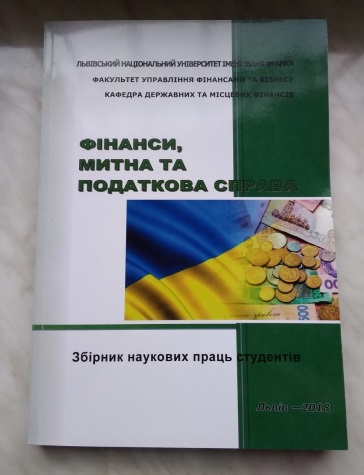 ЛЬВІВСЬКИЙ НАЦІОНАЛЬНИЙ УНІВЕРСИТЕТ ІМЕНІ ІВАНА ФРАНКА
ФАКУЛЬТЕТ УПРАВЛІННЯ ФІНАНСАМИ ТА БІЗНЕСУ
КАФЕДРА ДЕРЖАВНИХ ТА МІСЦЕВИХ ФІНАНСІВ
ФІНАНСИ,
МИТНА ТА
ПОДАТКОВА СПРАВА
гривень
Збірник наукових праць студентів
Львів – 2018